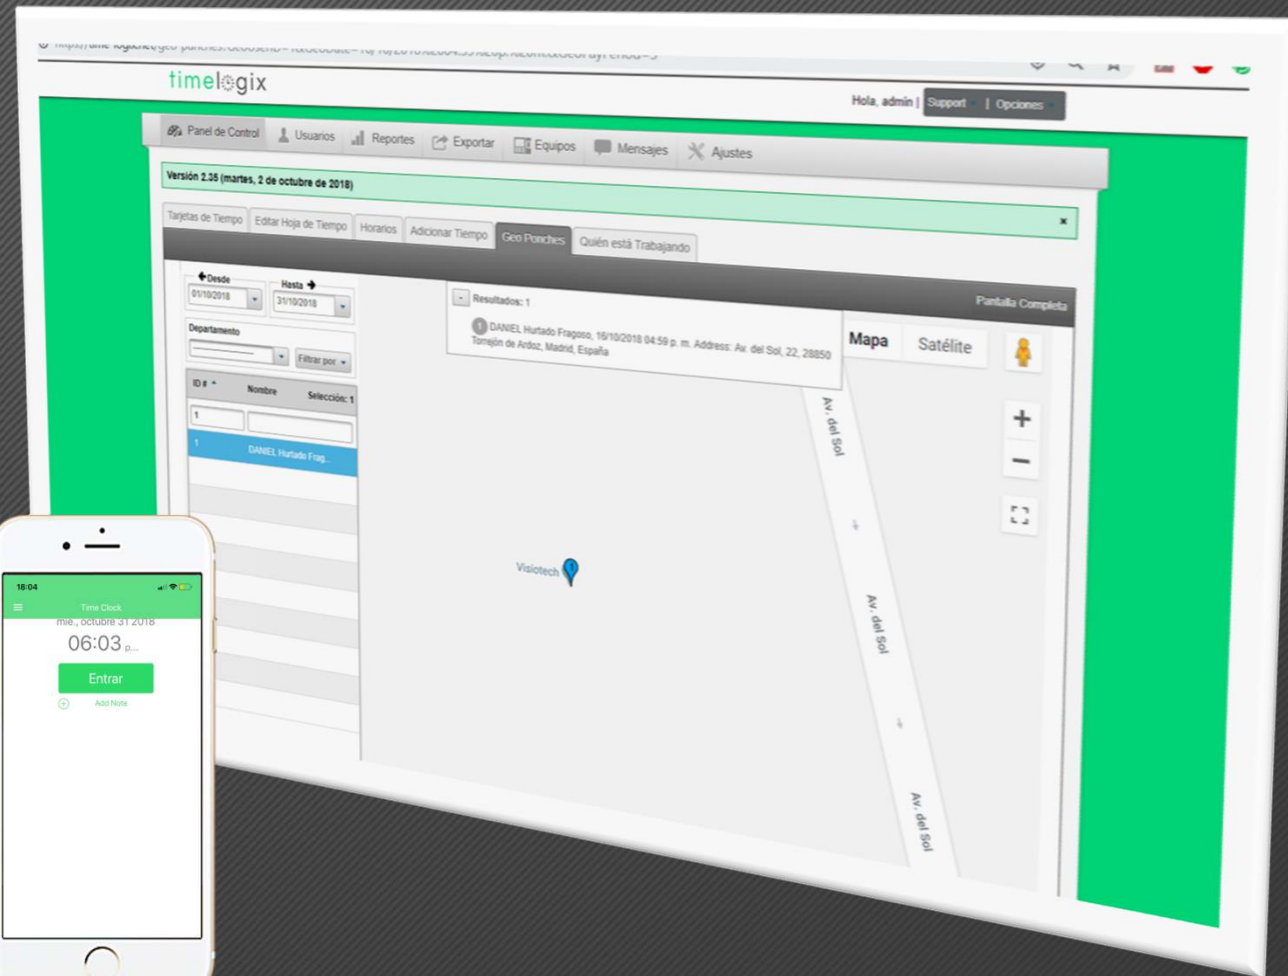 timelogix
Hola, admin | Support | Opciones
Panel de Control Usuarios Reportes Exportar Equipos Mensajes Ajustes
Versión 2.35 (martes, 2 de octubre de 2018)
Tarjetas de Tiempo Editar Hoja de Tiempo Horarios Adicionar Tiempo Geo Ponches Quién está Trabajando
Pantalla Completa
Desde Hasta
01/10/2018 31/10/2018
Departamento
Filtrar por
ID # Nombre Selección: 1
1
1 DANIEL Hurtado Frag...
- Resultados: 1
1 DANIEL Hurtado Fragoso, 16/10/2018 04:59 p. m. Address: Av. del Sol, 22, 28850
Torrejón de Ardoz, Madrid, España
Mapa Satélite
Av. del Sol
Visiotech 1
Av. del Sol
Av. del Sol
18:04
Time Clock
mié., octubre 31 2018
06:03 p...
Entrar
Add Note